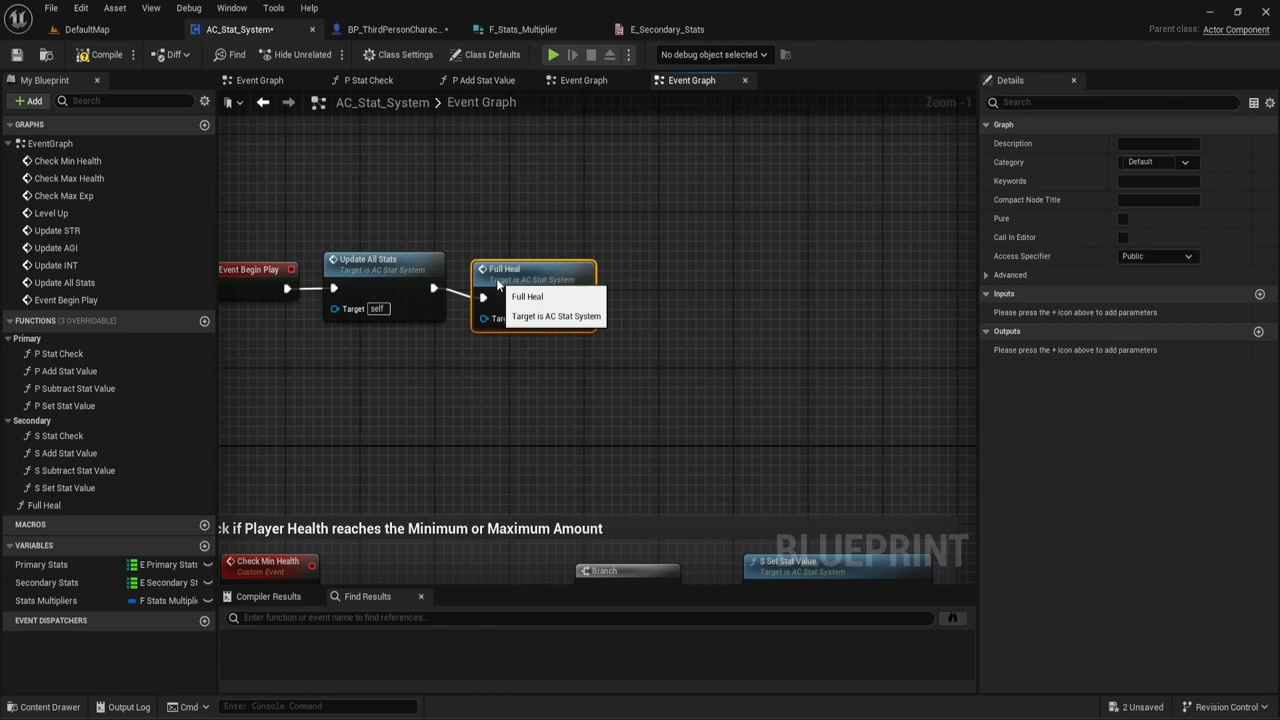 File Edit Asset View Debug Window Tools Help
DefaultMap
AC_Stat_System*
BP_ThirdPersonCharac..*
F_Stats_Multiplier
E_Secondary_Stats
Parent class: Actor Component
Compile
Diff
Find
Hide Unrelated
Class Settings
Class Defaults
No debug object selected
My Blueprint
Event Graph
P Stat Check
P Add Stat Value
Event Graph
Event Graph
Details
Add
Search
AC_Stat_System > Event Graph
Zoom -1
Search
GRAPHS
EventGraph
Check Min Health
Check Max Health
Check Max Exp
Level Up
Update STR
Update AGI
Update INT
Update All Stats
Event Begin Play
FUNCTIONS (3 OVERRIDABLE)
Primary
P Stat Check
P Add Stat Value
P Subtract Stat Value
P Set Stat Value
Secondary
S Stat Check
S Add Stat Value
S Subtract Stat Value
S Set Stat Value
Full Heal
MACROS
VARIABLES
Primary Stats E Primary Stats
Secondary Stats E Secondary St
Stats Multipliers F Stats Multipli
EVENT DISPATCHERS
Event Begin Play
Update All Stats
Target is AC Stat System
Target self
Full Heal
Target is AC Stat System
Full Heal
Target is AC Stat System
ck if Player Health reaches the Minimum or Maximum Amount
BLUEPRINT
Check Min Health
Custom Event
Branch
S Set Stat Value
Target is AC Stat System
Compiler Results
Find Results
Enter function or event name to find references...
Graph
Description
Category Default
Keywords
Compact Node Title
Pure
Call In Editor
Access Specifier Public
Advanced
Inputs
Please press the + icon above to add parameters
Outputs
Please press the + icon above to add parameters
Content Drawer
Output Log
Cmd
Enter Console Command
2 Unsaved
Revision Control